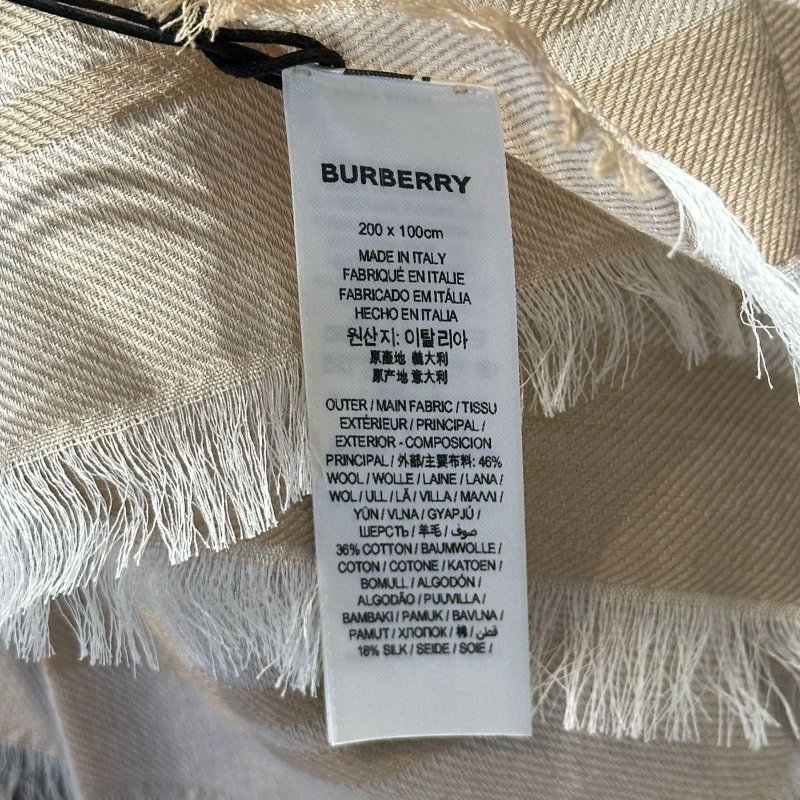 BURBERRY
200 x 100cm
MADE IN ITALY
FABRIQUÉ EN ITALIE
FABRICADO EM ITÁLIA
HECHO EN ITALIA
원산지: 이탈리아
原產地 義大利
原产地 意大利
OUTER / MAIN FABRIC / TISSU
EXTÉRIEUR / PRINCIPAL /
EXTERIOR - COMPOSICION
PRINCIPAL / 外部/主要布料: 46%
WOOL / WOLLE / LAINE / LANA /
WOL / ULL / LÃ / VILLA / ΜΑΛΛΙ /
YÜN / VLNA / GYAPJÚ /
ШЕРСТЬ / 羊毛 / صوف /
36% COTTON / BAUMWOLLE /
COTON / COTONE / KATOEN /
BOMULL / ALGODÓN /
ALGODÃO / PUUVILLA /
BAMBAKI / PAMUK / BAVLNA /
PAMUT / ХЛОПОК / 棉 / قطن /
18% SILK / SEIDE / SOIE /